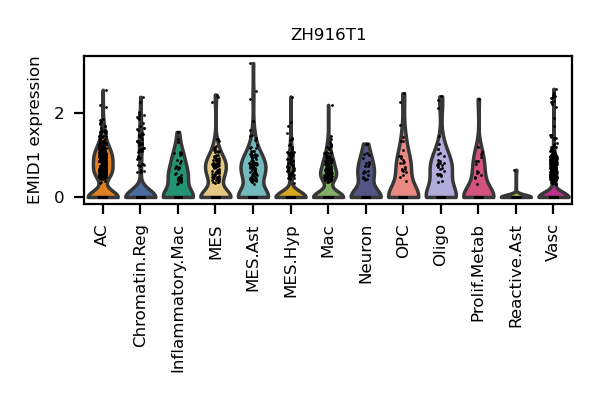 ZH916T1
EMID1 expression
2
0
AC
Chromatin.Reg
Inflammatory.Mac
MES
MES.Ast
MES.Hyp
Mac
Neuron
OPC
Oligo
Prolif.Metab
Reactive.Ast
Vasc